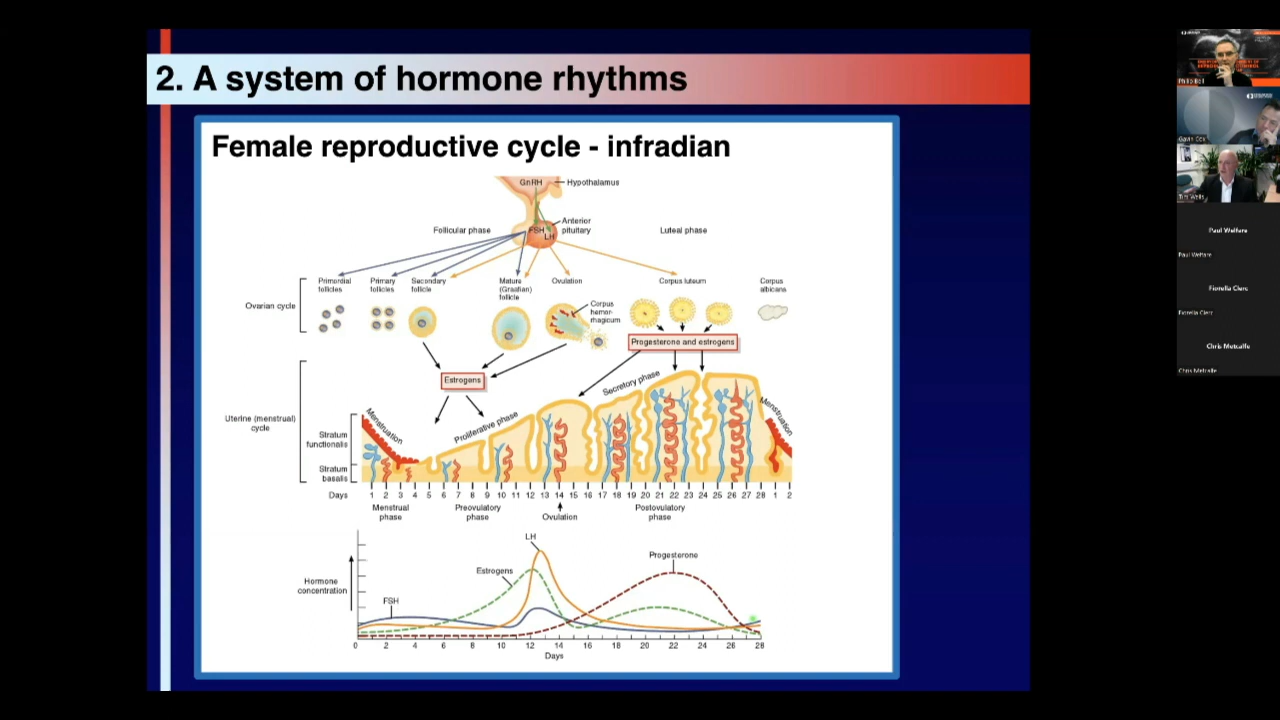 2. A system of hormone rhythms
Female reproductive cycle - infradian
GnRH
Hypothalamus
Anterior
pituitary
FSH
LH
Follicular phase
Luteal phase
Ovarian cycle
Primordial
follicles
Primary
follicles
Secondary
follicle
Mature
(Graafian)
follicle
Ovulation
Corpus
hemor-
rhagicum
Corpus luteum
Corpus
albicans
Progesterone and estrogens
Estrogens
Uterine (menstrual)
cycle
Stratum
functionalis
Stratum
basalis
Menstruation
Proliferative phase
Secretory phase
Menstruation
Days 1 2 3 4 5 6 7 8 9 10 11 12 13 14 15 16 17 18 19 20 21 22 23 24 25 26 27 28 1 2
Menstrual
phase
Preovulatory
phase
Ovulation
Postovulatory
phase
Hormone
concentration
FSH
Estrogens
LH
Progesterone
0 2 4 6 8 10 12 14 16 18 20 22 24 26 28
Days
Gavin Cox
Tim Wells
Paul Welfare
Paul Welfare
Fiorella Clerc
Fiorella Clerc
Chris Metcalfe
Chris Metcalfe